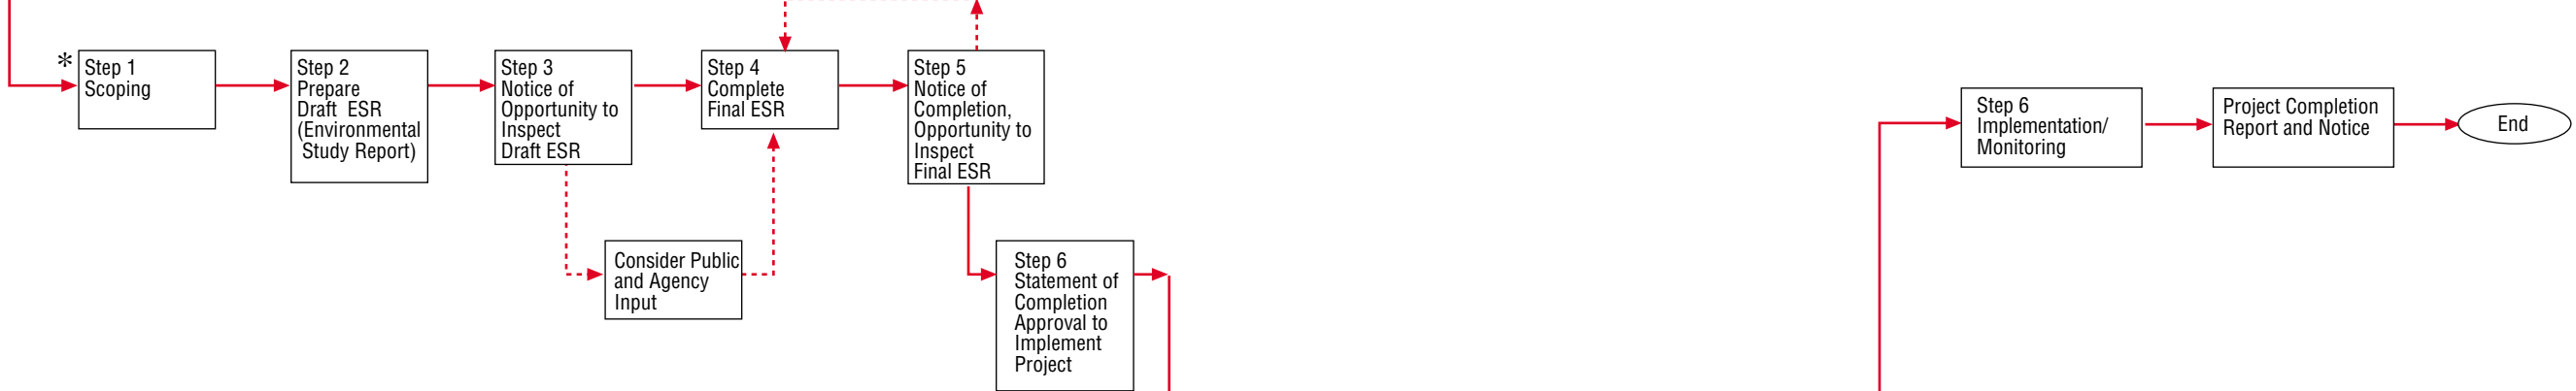 *
Step 1
Scoping
Step 2
Prepare
Draft ESR
(Environmental
Study Report)
Step 3
Notice of
Opportunity to
Inspect
Draft ESR
Step 4
Complete
Final ESR
Step 5
Notice of
Completion,
Opportunity to
Inspect
Final ESR
Consider Public
and Agency
Input
Step 6
Statement of
Completion
Approval to
Implement
Project
Step 6
Implementation/
Monitoring
Project Completion
Report and Notice
End